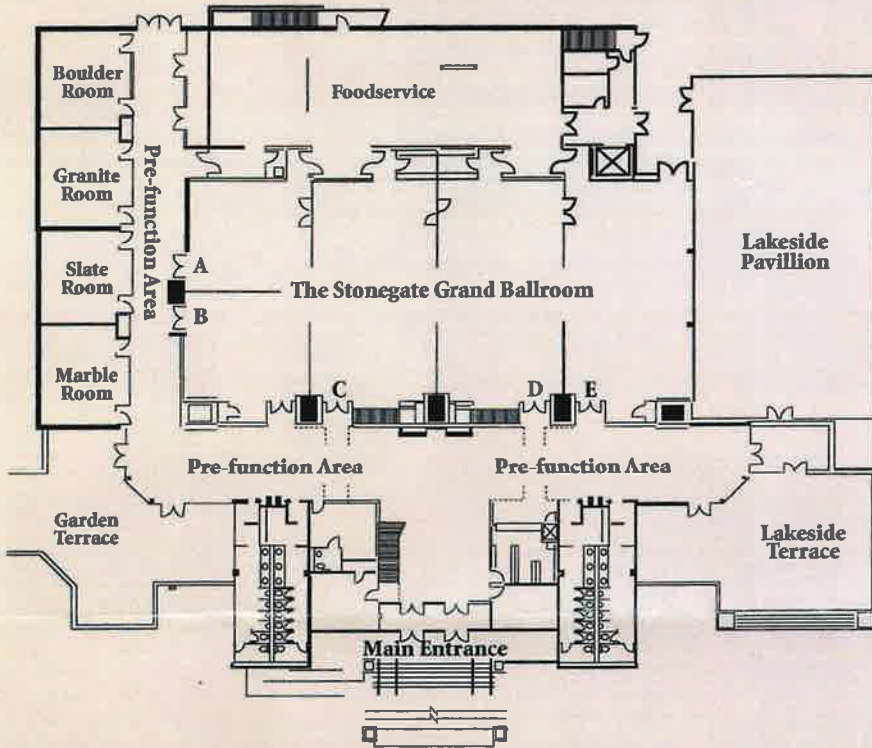 Boulder
Room
Foodservice
Granite
Room
Pre-function Area
Slate
Room
A
B
The Stonegate Grand Ballroom
Lakeside
Pavillion
Marble
Room
C
D
E
Pre-function Area
Pre-function Area
Garden
Terrace
Lakeside
Terrace
Main Entrance